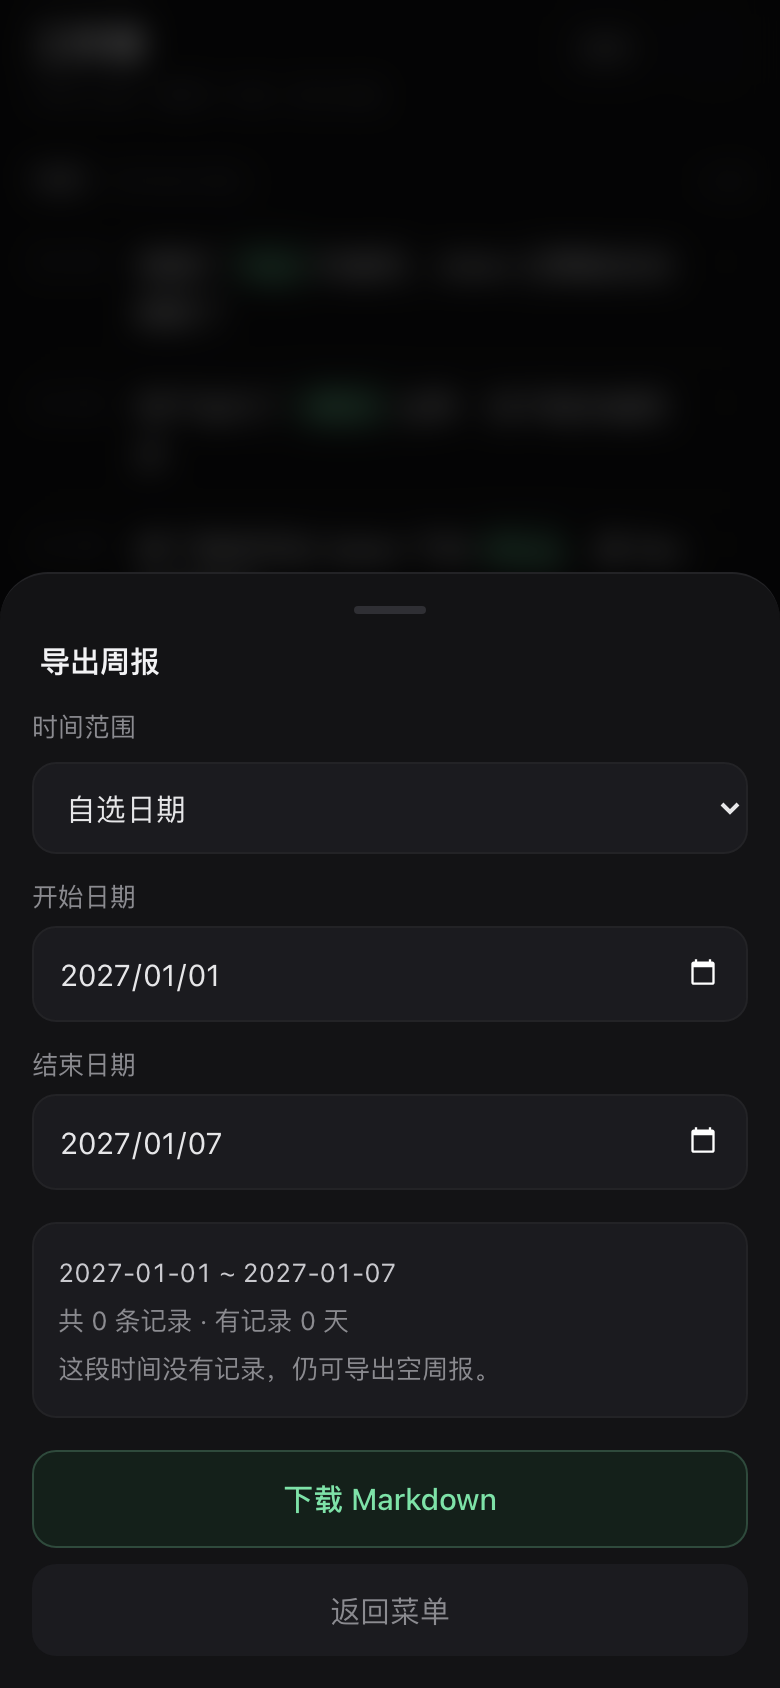 导出周报
时间范围
自选日期
开始日期
2027/01/01
结束日期
2027/01/07
2027-01-01 ~ 2027-01-07
共 0 条记录 · 有记录 0 天
这段时间没有记录，仍可导出空周报。
下载 Markdown
返回菜单